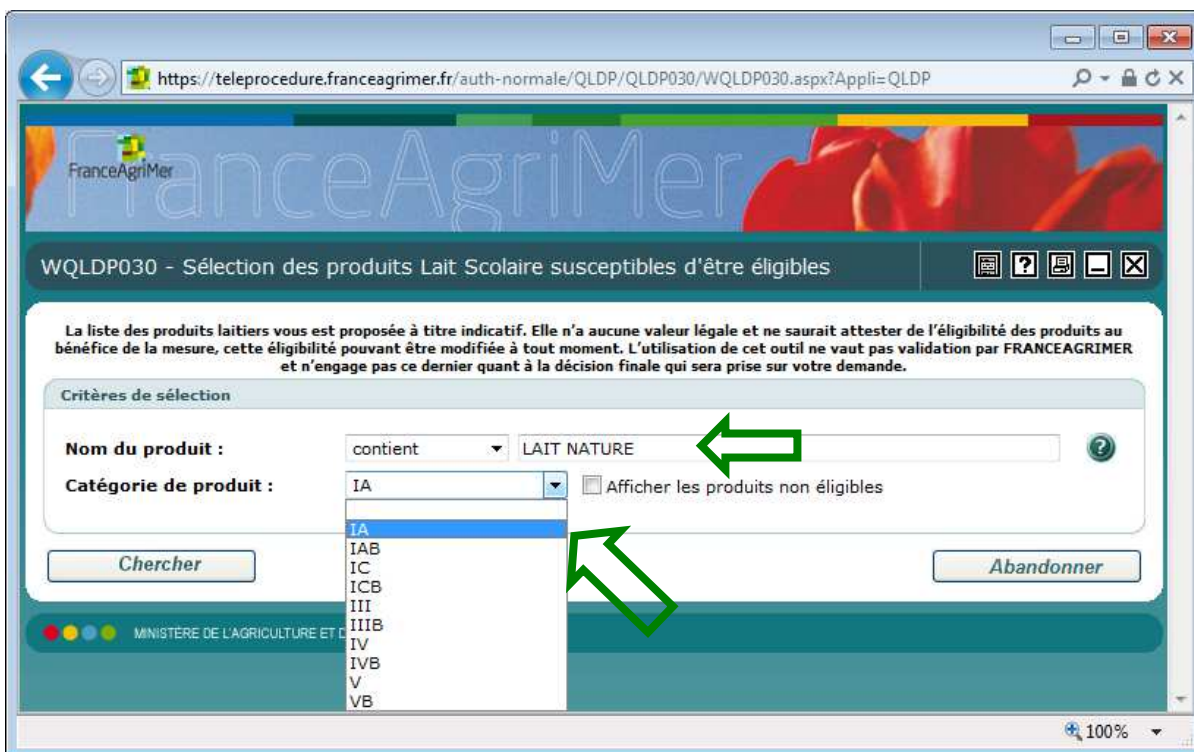 https://teleprocedure.franceagrimer.fr/auth-normale/QLDP/QLDP030/WQLDP030.aspx?Appli=QLDP
FranceAgriMer
FranceAgriMer
WQLDP030 - Sélection des produits Lait Scolaire susceptibles d'être éligibles
La liste des produits laitiers vous est proposée à titre indicatif. Elle n'a aucune valeur légale et ne saurait attester de l'éligibilité des produits au
bénéfice de la mesure, cette éligibilité pouvant être modifiée à tout moment. L'utilisation de cet outil ne vaut pas validation par FRANCEAGRIMER
et n'engage pas ce dernier quant à la décision finale qui sera prise sur votre demande.
Critères de sélection
Nom du produit : contient LAIT NATURE
Catégorie de produit : IA Afficher les produits non éligibles
IA
IAB
IC
ICB
III
IIIB
IV
IVB
V
VB
Chercher Abandonner
MINISTÈRE DE L'AGRICULTURE ET D
100%